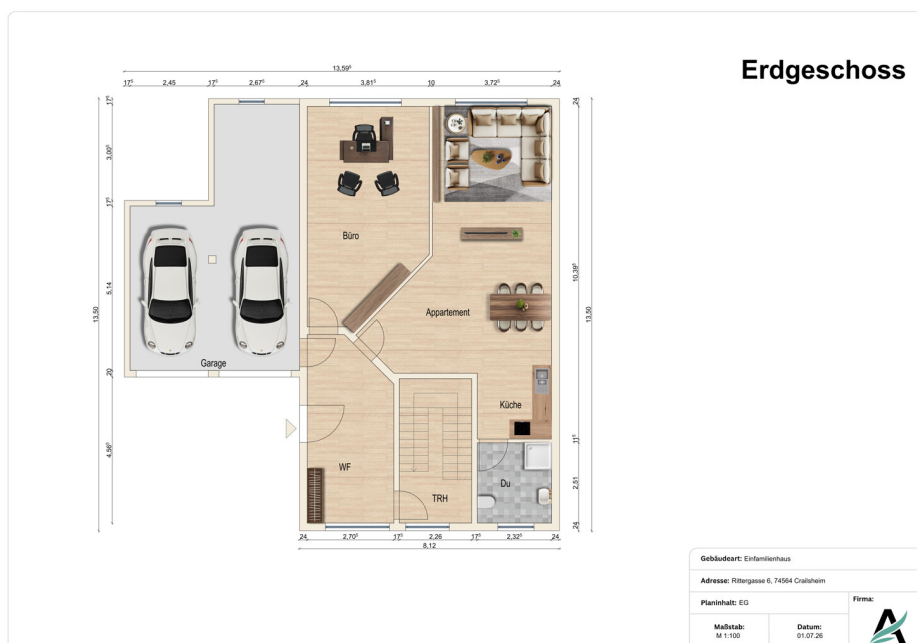 Erdgeschoss
13,59⁵
17⁵ 2,45 17⁵ 2,67⁵ 24 3,81⁵ 10 3,72⁵ 24
17⁵
3,00⁵
17⁵
5,14
13,50
20
4,56⁵
24
10,39⁵
13,50
11⁵
2,51
24
Büro
Appartement
Garage
Küche
WF
Du
TRH
24 2,70⁵ 17⁵ 2,26 17⁵ 2,32⁵ 24
8,12
Gebäudeart: Einfamilienhaus
Adresse: Rittergasse 6, 74564 Crailsheim
Planinhalt: EG
Firma:
Maßstab: Datum:
M 1:100 01.07.26